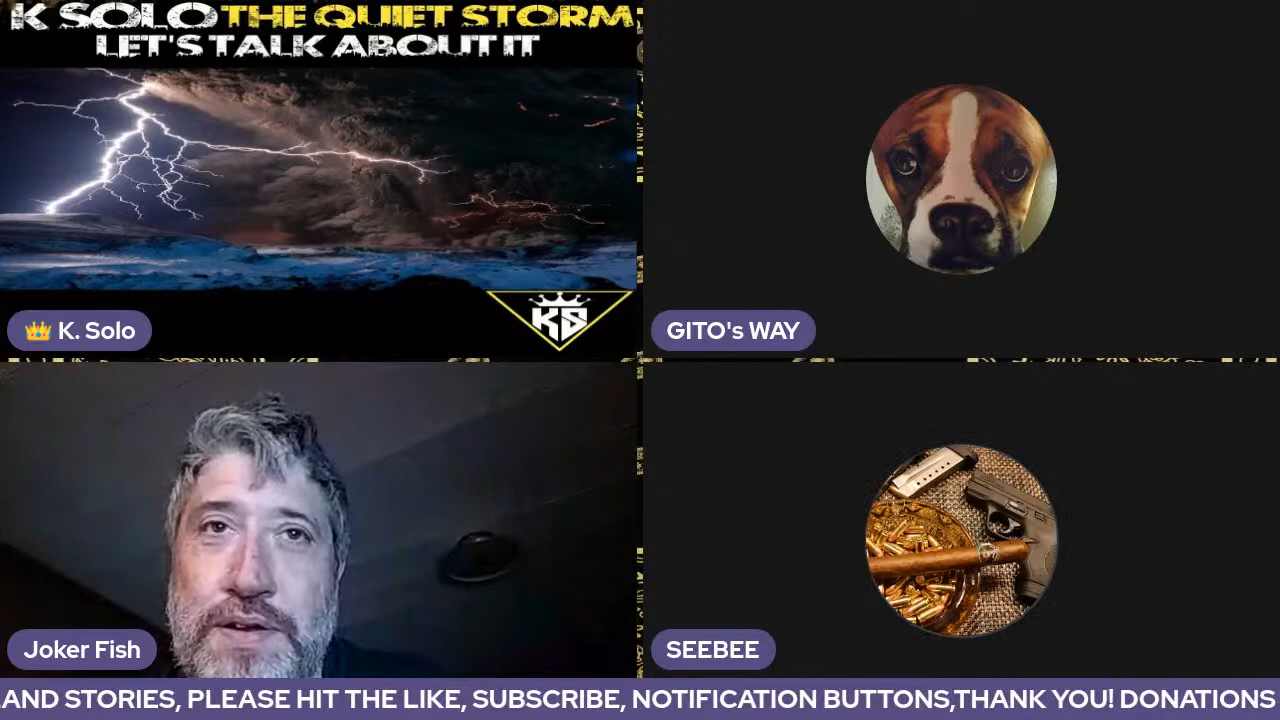 K SOLO THE QUIET STORM
LET'S TALK ABOUT IT
KS
👑 K. Solo
GITO's WAY
Joker Fish
SEEBEE
AND STORIES, PLEASE HIT THE LIKE, SUBSCRIBE, NOTIFICATION BUTTONS,THANK YOU! DONATIONS